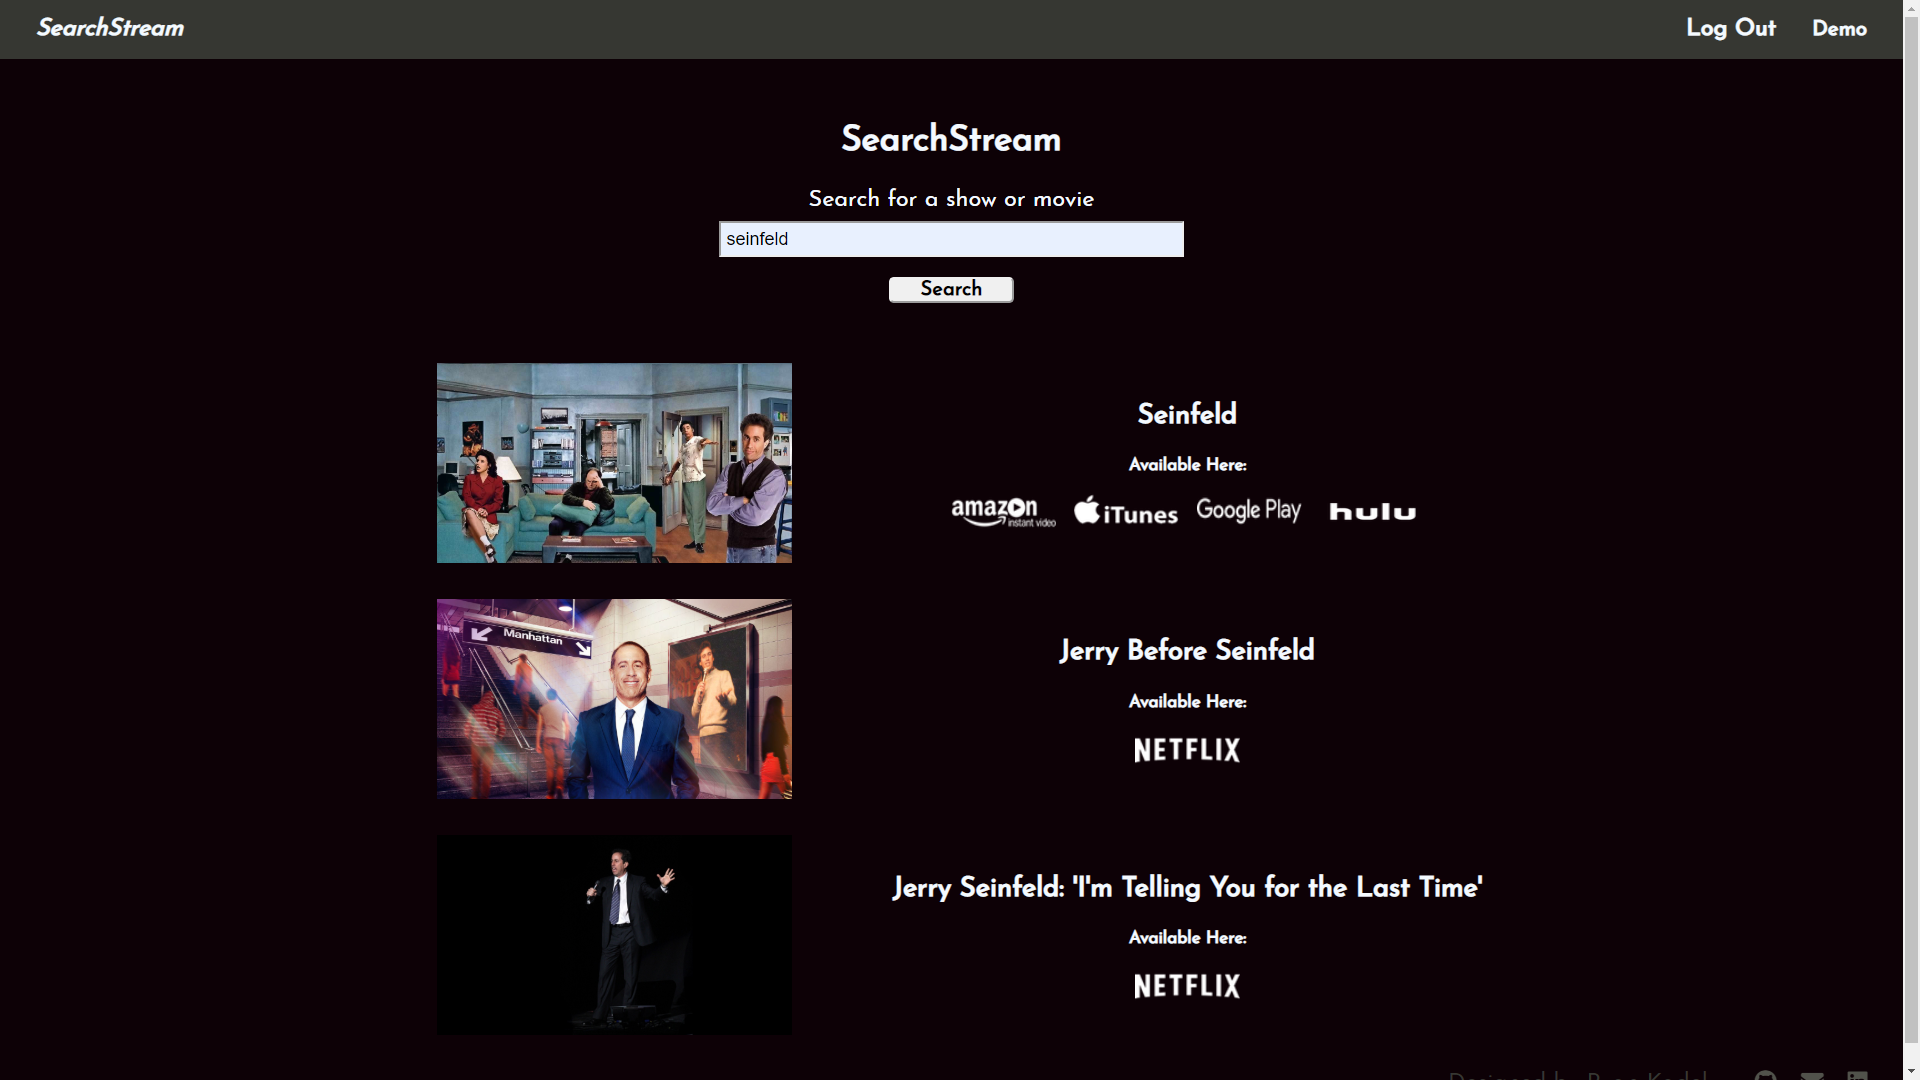 SearchStream
Log Out
Demo
SearchStream
Search for a show or movie
seinfeld
Search
Seinfeld
Available Here:
amazon instant video
iTunes
Google Play
hulu
Manhattan
Jerry Before Seinfeld
Available Here:
NETFLIX
Jerry Seinfeld: 'I'm Telling You for the Last Time'
Available Here:
NETFLIX
Designed by